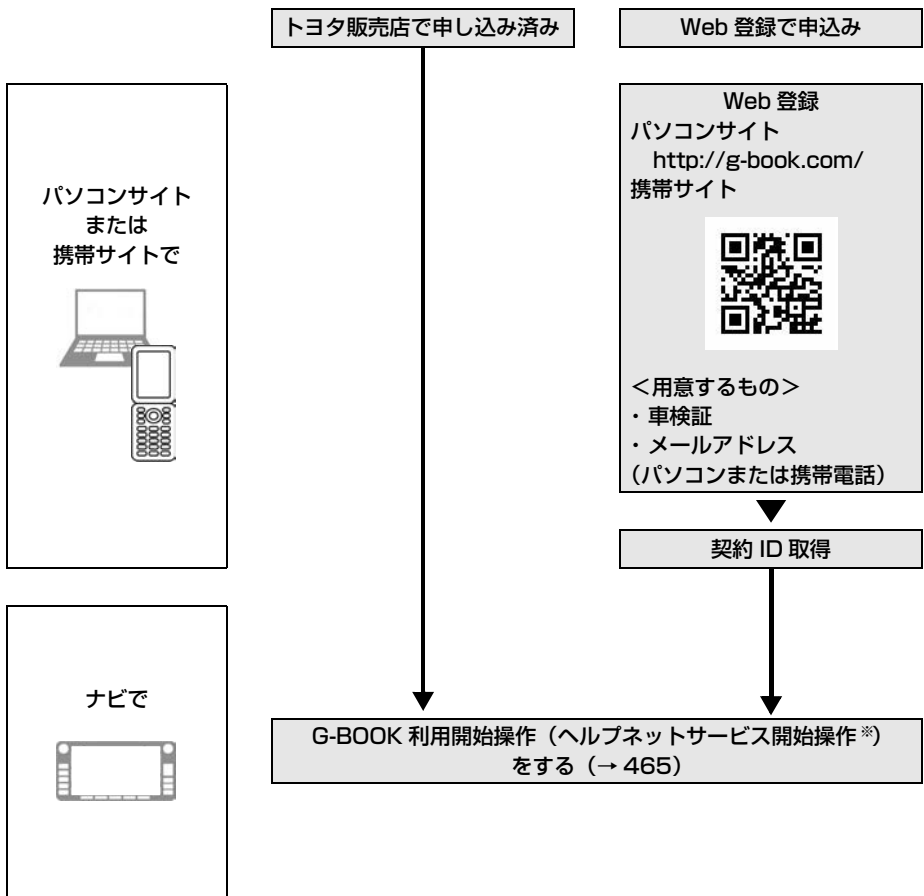 トヨタ販売店で申し込み済み
Web 登録で申込み
パソコンサイト
または
携帯サイトで
Web 登録
パソコンサイト
http://g-book.com/
携帯サイト
＜用意するもの＞
・車検証
・メールアドレス
（パソコンまたは携帯電話）
契約 ID 取得
ナビで
G-BOOK 利用開始操作（ヘルプネットサービス開始操作※）
をする（→ 465）